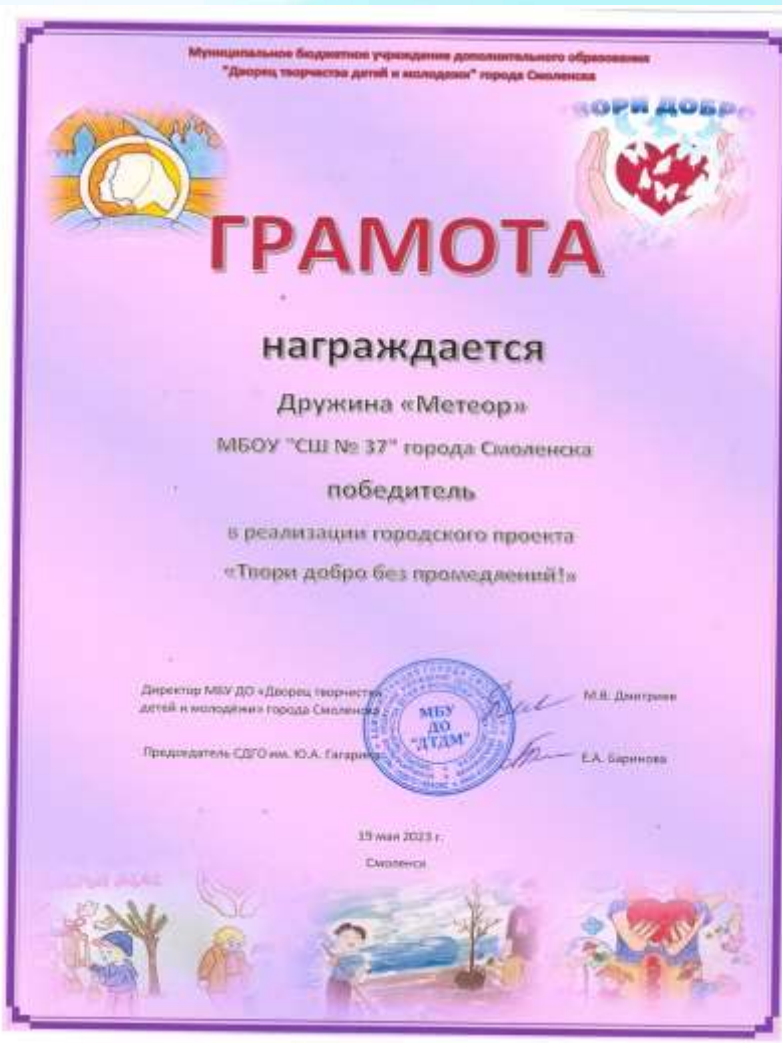 Муниципальное бюджетное учреждение дополнительного образования
"Дворец творчества детей и молодежи" города Смоленска
ТВОРИ ДОБРО
ГРАМОТА
награждается
Дружина «Метеор»
МБОУ "СШ № 37" города Смоленска
победитель
в реализации городского проекта
«Твори добро без промедлений!»
Директор МБУ ДО «Дворец творчества
детей и молодёжи» города Смоленска
М.В. Дмитриев
МБУ
ДО
"ДТДМ"
Председатель СДГО им. Ю.А. Гагарина
Е.А. Баринова
19 мая 2023 г.
Смоленск